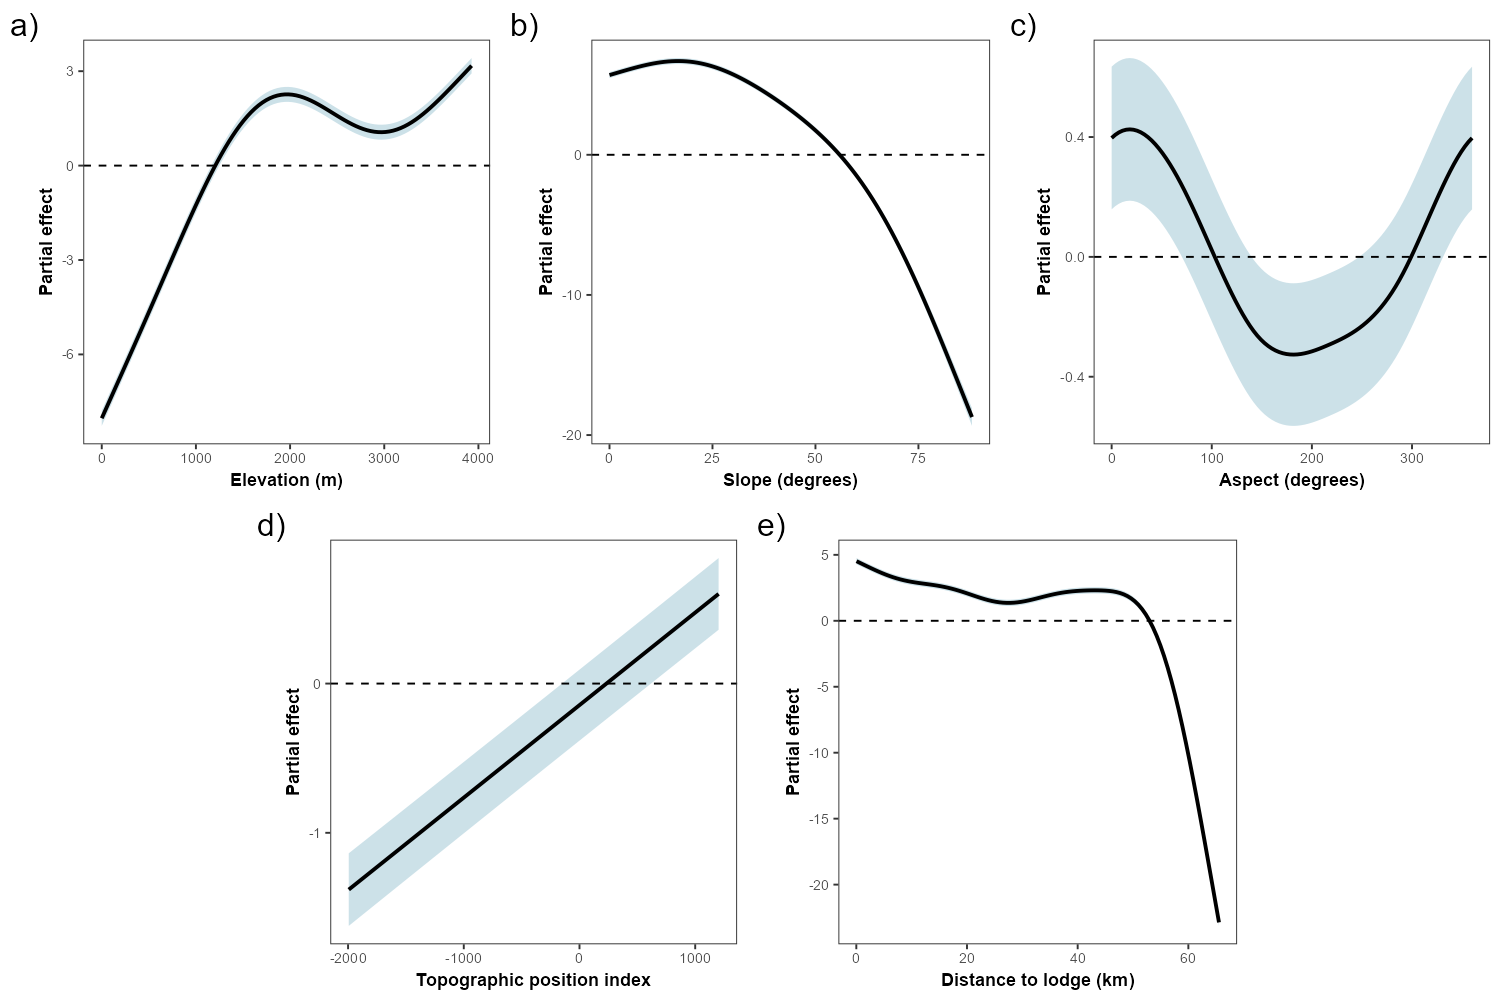 a)
3
0
-3
-6
Partial effect
0 1000 2000 3000 4000
Elevation (m)
b)
0
-10
-20
Partial effect
0 25 50 75
Slope (degrees)
c)
0.4
0.0
-0.4
Partial effect
0 100 200 300
Aspect (degrees)
d)
0
-1
Partial effect
-2000 -1000 0 1000
Topographic position index
e)
5
0
-5
-10
-15
-20
Partial effect
0 20 40 60
Distance to lodge (km)